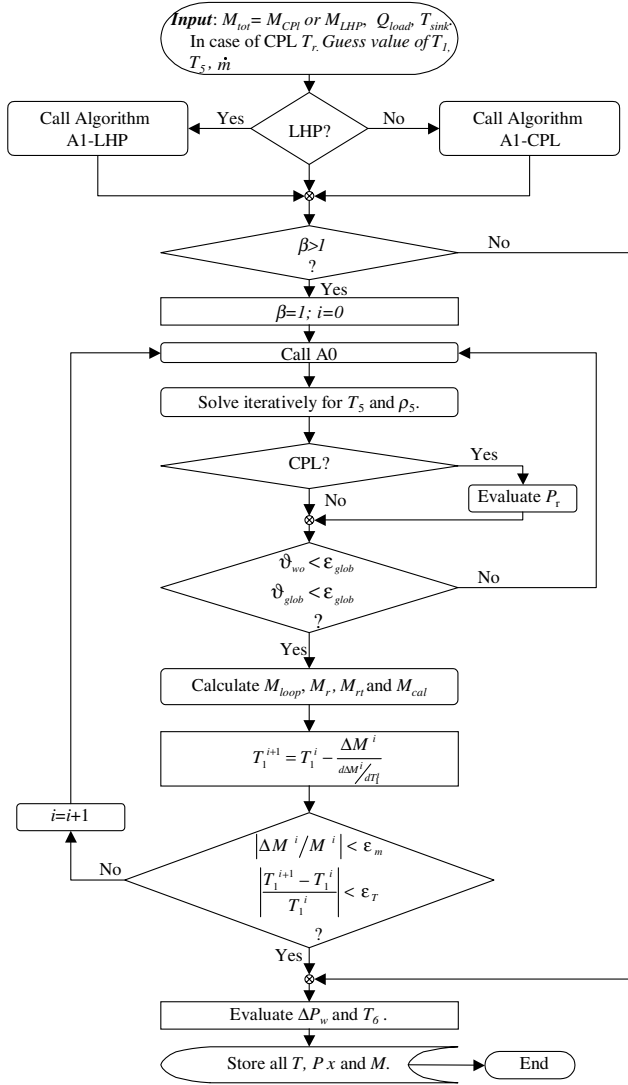 Input: M_tot = M_CPl or M_LHP, Q_load, T_sink.
In case of CPL T_r. Guess value of T_1,
T_5, ṁ
Call Algorithm
A1-LHP
Yes
LHP?
No
Call Algorithm
A1-CPL
⊗
β>1
?
No
Yes
β=1; i=0
Call A0
Solve iteratively for T_5 and ρ_5.
CPL?
Yes
No
Evaluate P_r
⊗
ϑ_wo < ε_glob
ϑ_glob < ε_glob
?
No
Yes
Calculate M_loop, M_r, M_rt and M_cal
T_1^{i+1} = T_1^i - ΔM^i / (dΔM^i/dT_1^i)
i=i+1
No
|ΔM^i/M^i| < ε_m
|(T_1^{i+1} - T_1^i) / T_1^i| < ε_T
?
Yes
⊗
Evaluate ΔP_w and T_6 .
Store all T, P x and M.
End